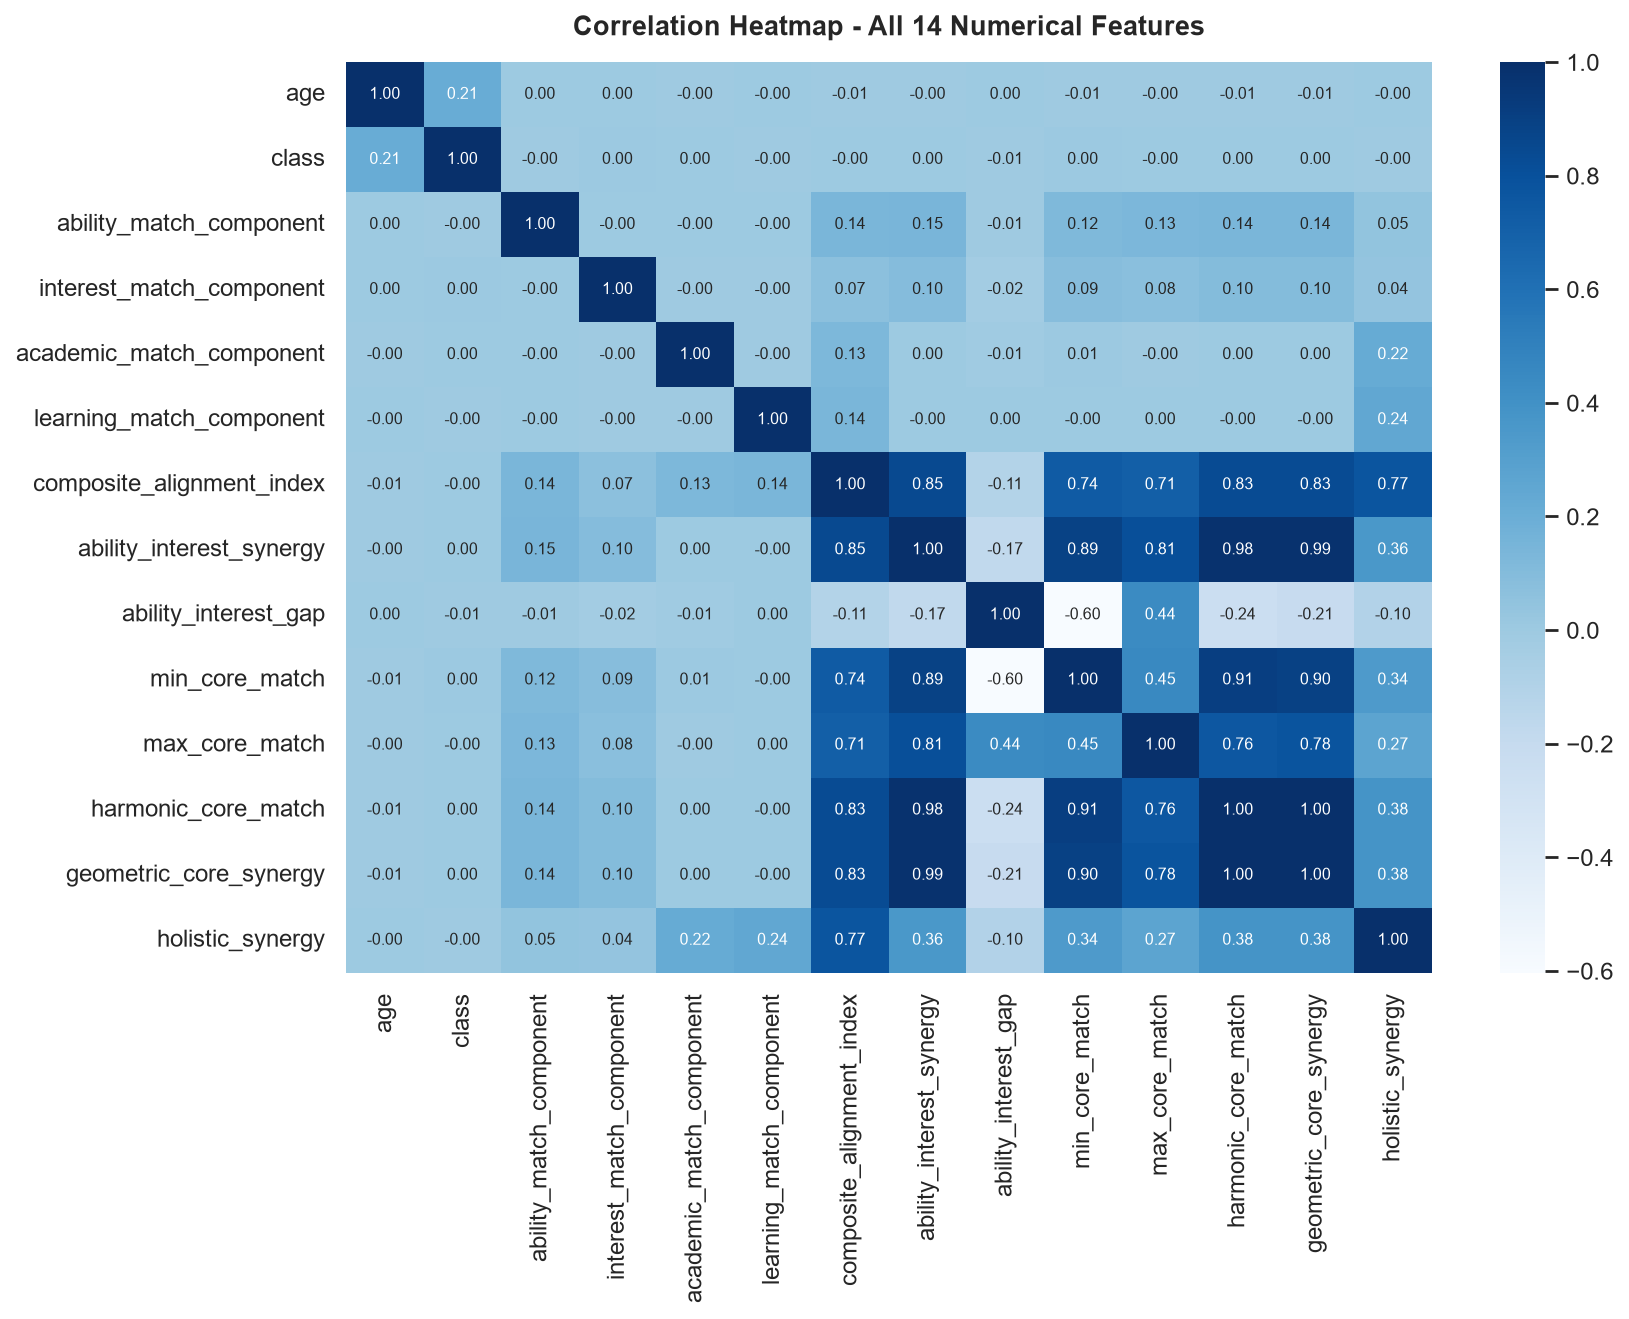 Correlation Heatmap - All 14 Numerical Features
age 1.00 0.21 0.00 0.00 -0.00 -0.00 -0.01 -0.00 0.00 -0.01 -0.00 -0.01 -0.01 -0.00
class 0.21 1.00 -0.00 0.00 0.00 -0.00 -0.00 0.00 -0.01 0.00 -0.00 0.00 0.00 -0.00
ability_match_component 0.00 -0.00 1.00 -0.00 -0.00 -0.00 0.14 0.15 -0.01 0.12 0.13 0.14 0.14 0.05
interest_match_component 0.00 0.00 -0.00 1.00 -0.00 -0.00 0.07 0.10 -0.02 0.09 0.08 0.10 0.10 0.04
academic_match_component -0.00 0.00 -0.00 -0.00 1.00 -0.00 0.13 0.00 -0.01 0.01 -0.00 0.00 0.00 0.22
learning_match_component -0.00 -0.00 -0.00 -0.00 -0.00 1.00 0.14 -0.00 0.00 -0.00 0.00 -0.00 -0.00 0.24
composite_alignment_index -0.01 -0.00 0.14 0.07 0.13 0.14 1.00 0.85 -0.11 0.74 0.71 0.83 0.83 0.77
ability_interest_synergy -0.00 0.00 0.15 0.10 0.00 -0.00 0.85 1.00 -0.17 0.89 0.81 0.98 0.99 0.36
ability_interest_gap 0.00 -0.01 -0.01 -0.02 -0.01 0.00 -0.11 -0.17 1.00 -0.60 0.44 -0.24 -0.21 -0.10
min_core_match -0.01 0.00 0.12 0.09 0.01 -0.00 0.74 0.89 -0.60 1.00 0.45 0.91 0.90 0.34
max_core_match -0.00 -0.00 0.13 0.08 -0.00 0.00 0.71 0.81 0.44 0.45 1.00 0.76 0.78 0.27
harmonic_core_match -0.01 0.00 0.14 0.10 0.00 -0.00 0.83 0.98 -0.24 0.91 0.76 1.00 1.00 0.38
geometric_core_synergy -0.01 0.00 0.14 0.10 0.00 -0.00 0.83 0.99 -0.21 0.90 0.78 1.00 1.00 0.38
holistic_synergy -0.00 -0.00 0.05 0.04 0.22 0.24 0.77 0.36 -0.10 0.34 0.27 0.38 0.38 1.00
age
class
ability_match_component
interest_match_component
academic_match_component
learning_match_component
composite_alignment_index
ability_interest_synergy
ability_interest_gap
min_core_match
max_core_match
harmonic_core_match
geometric_core_synergy
holistic_synergy
1.0
0.8
0.6
0.4
0.2
0.0
−0.2
−0.4
−0.6